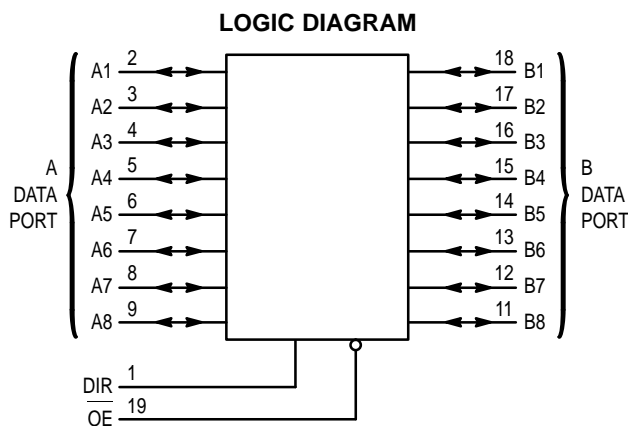 LOGIC DIAGRAM
A1 2
A2 3
A3 4
A4 5
A5 6
A6 7
A7 8
A8 9
A
DATA
PORT
18 B1
17 B2
16 B3
15 B4
14 B5
13 B6
12 B7
11 B8
B
DATA
PORT
DIR 1
OE 19